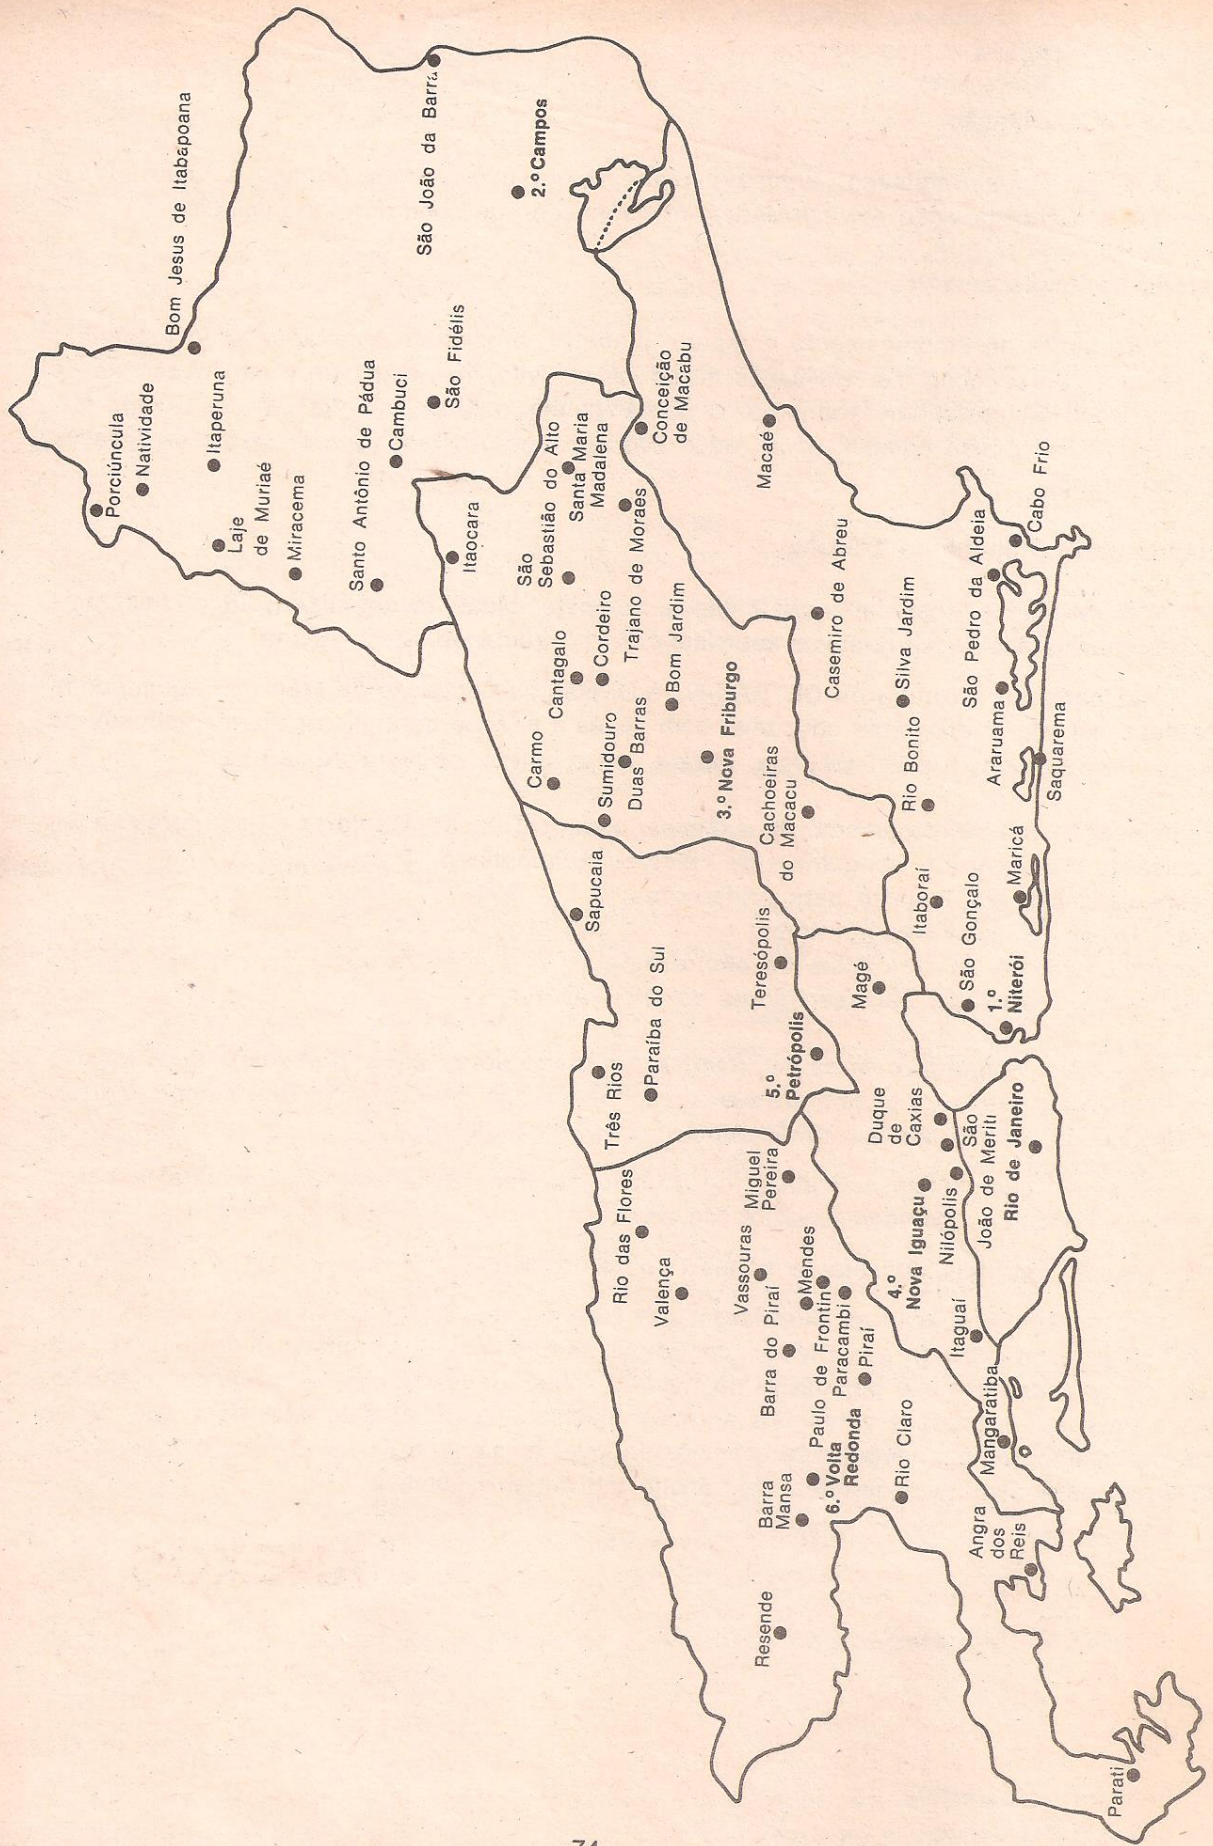 Porciúncula
Natividade
Bom Jesus de Itabapoana
Itaperuna
Laje
de Muriaé
Miracema
Santo Antônio de Pádua
Cambuci
São João da Barra
São Fidélis
2.º Campos
Itaocara
São
Sebastião do Alto
Santa Maria
Madalena
Conceição
de Macabu
Trajano de Moraes
Cantagalo
Cordeiro
Carmo
Sumidouro
Duas Barras
Bom Jardim
3.º Nova Friburgo
Macaé
Cachoeiras
do Macacu
Casemiro de Abreu
Silva Jardim
Rio Bonito
São Pedro da Aldeia
Cabo Frio
Araruama
Saquarema
Maricá
Itaboraí
São Gonçalo
1.º
Niterói
Sapucaia
Paraíba do Sul
Três Rios
Teresópolis
5.º
Petrópolis
Magé
Duque
de
Caxias
São
João de Meriti
Rio de Janeiro
Nilópolis
4.º
Nova Iguaçu
Itaguaí
Mangaratiba
Rio das Flores
Valença
Miguel
Pereira
Vassouras
Mendes
Barra do Piraí
Paulo de Frontin
Paracambi
Piraí
6.º Volta
Redonda
Barra
Mansa
Rio Claro
Resende
Angra
dos
Reis
Parati